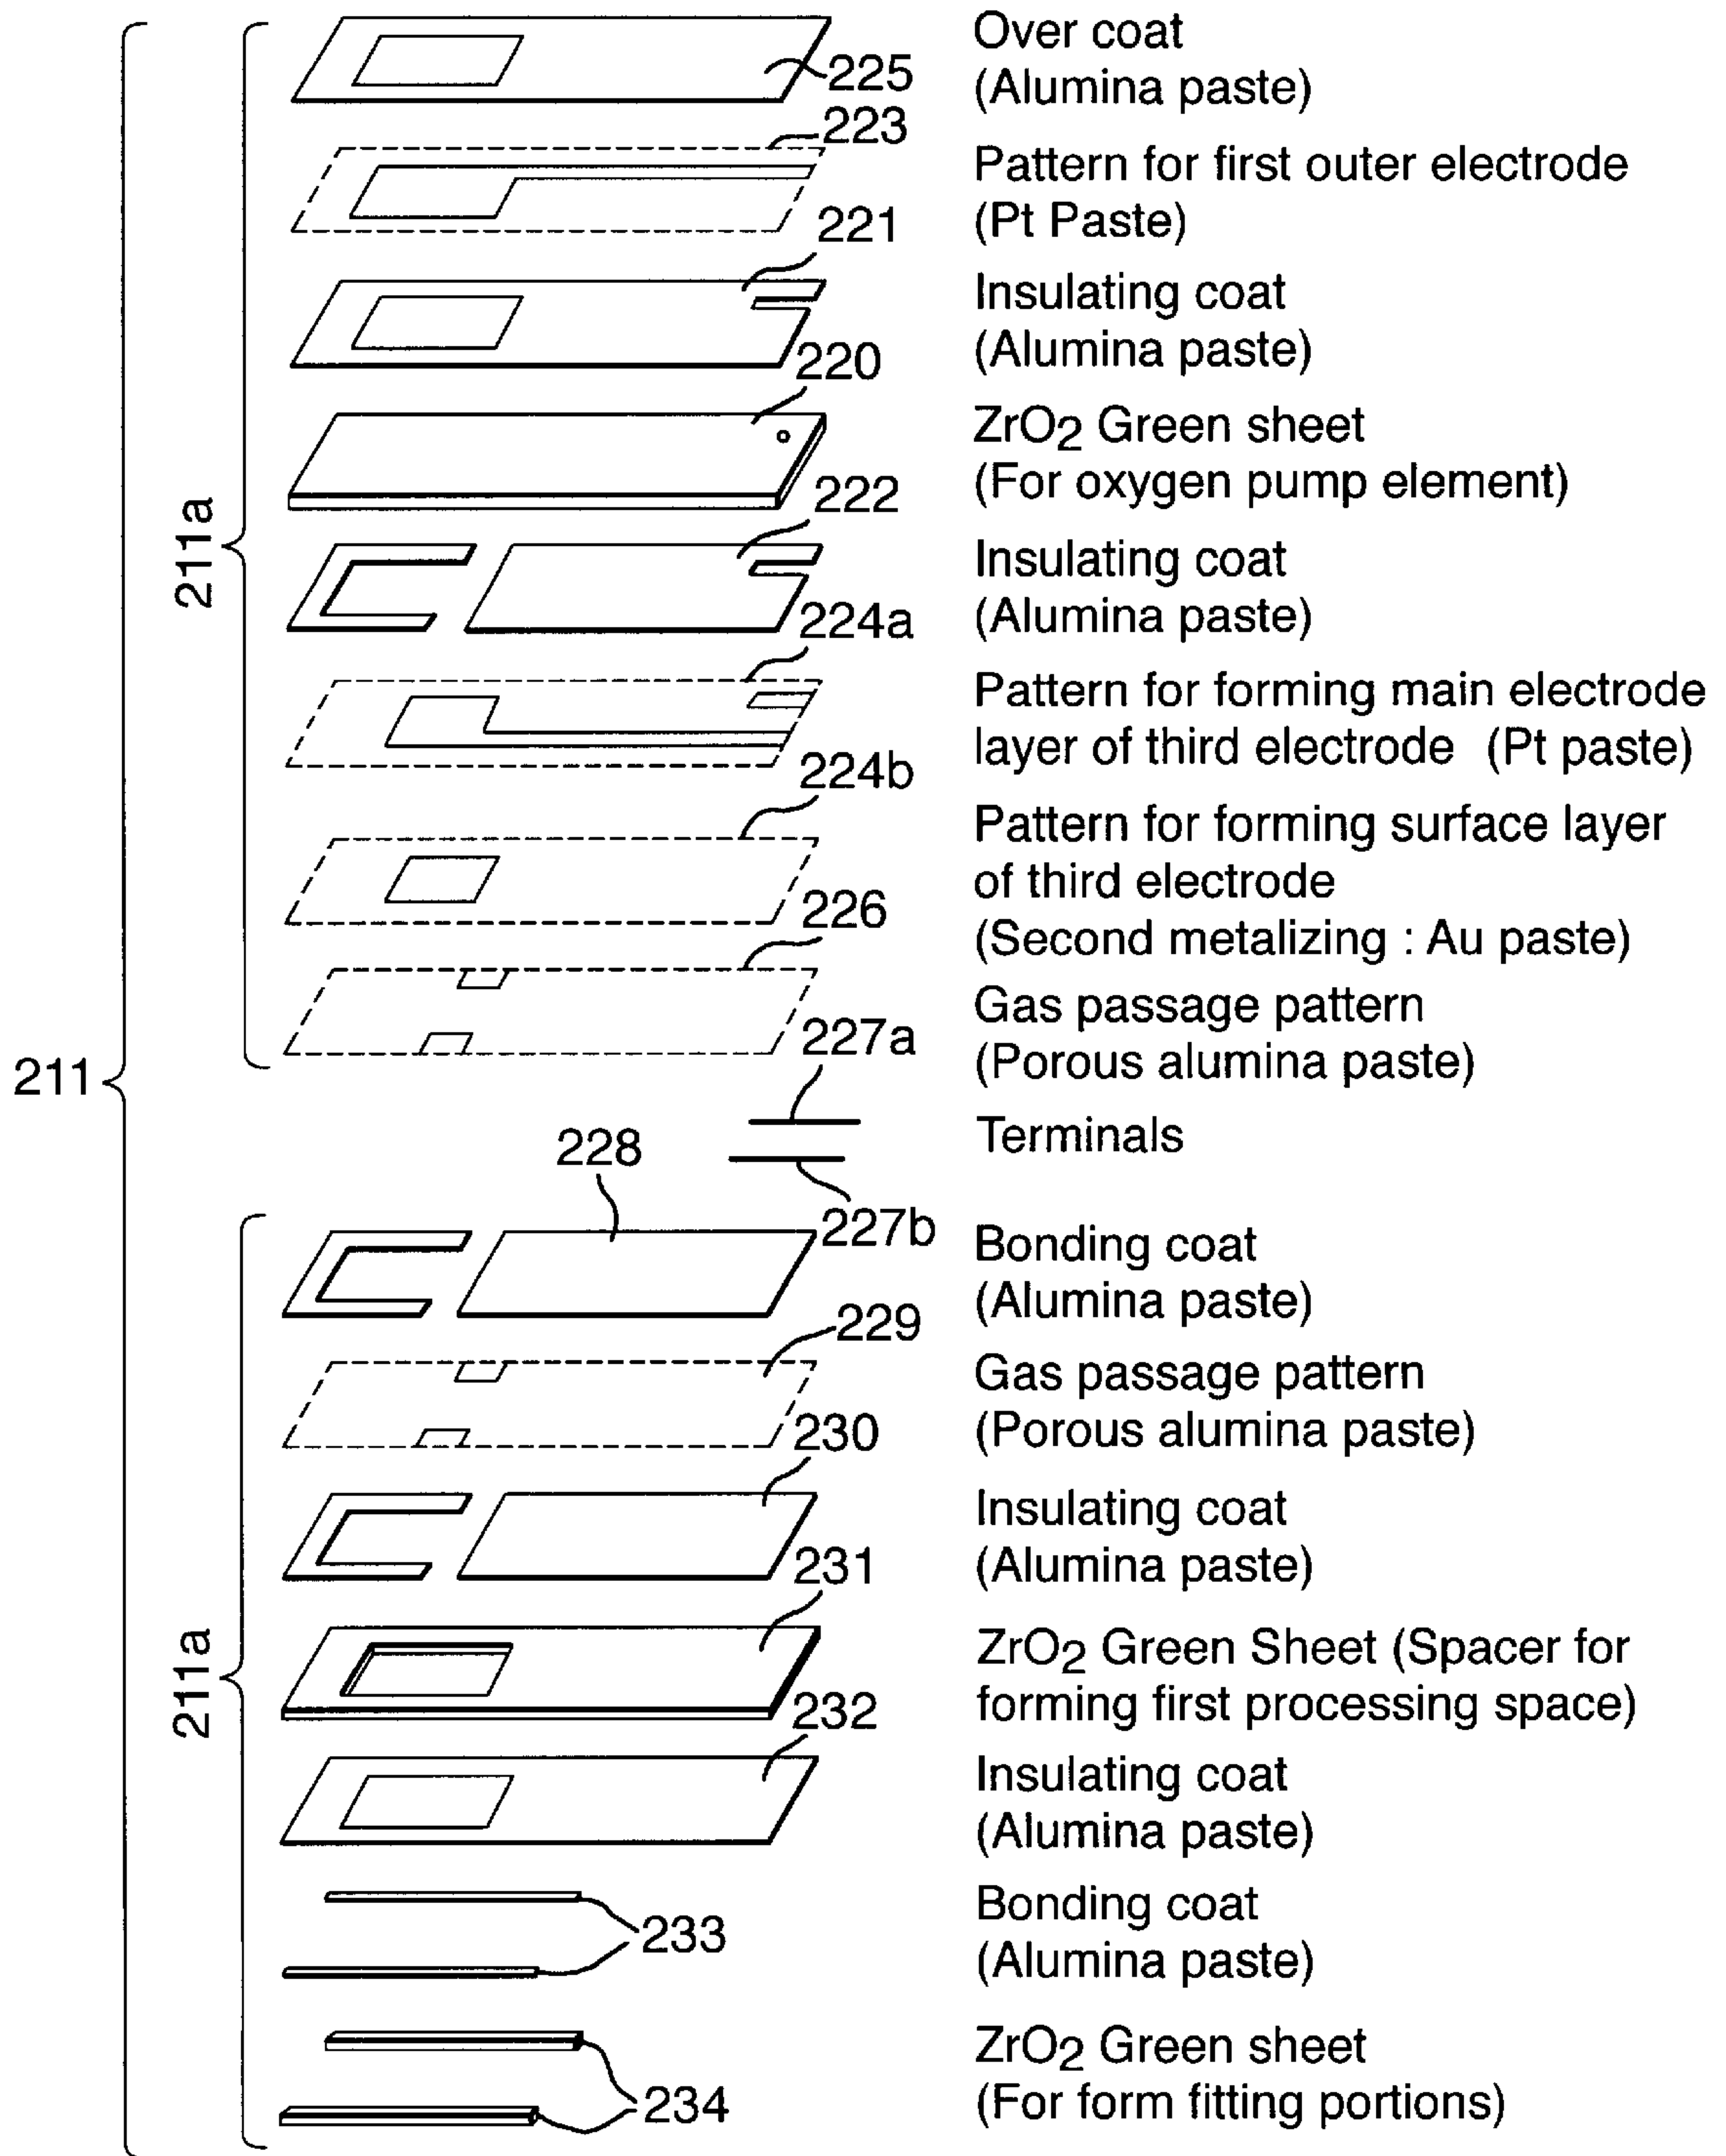 Over coat
(Alumina paste)
225
223
Pattern for first outer electrode
(Pt Paste)
221
Insulating coat
(Alumina paste)
220
ZrO2 Green sheet
(For oxygen pump element)
222
211a
Insulating coat
(Alumina paste)
224a
Pattern for forming main electrode
layer of third electrode (Pt paste)
224b
Pattern for forming surface layer
of third electrode
(Second metalizing : Au paste)
226
Gas passage pattern
(Porous alumina paste)
227a
211
Terminals
228
227b
Bonding coat
(Alumina paste)
229
Gas passage pattern
(Porous alumina paste)
230
Insulating coat
(Alumina paste)
231
211a
ZrO2 Green Sheet (Spacer for
forming first processing space)
232
Insulating coat
(Alumina paste)
233
Bonding coat
(Alumina paste)
ZrO2 Green sheet
(For form fitting portions)
234